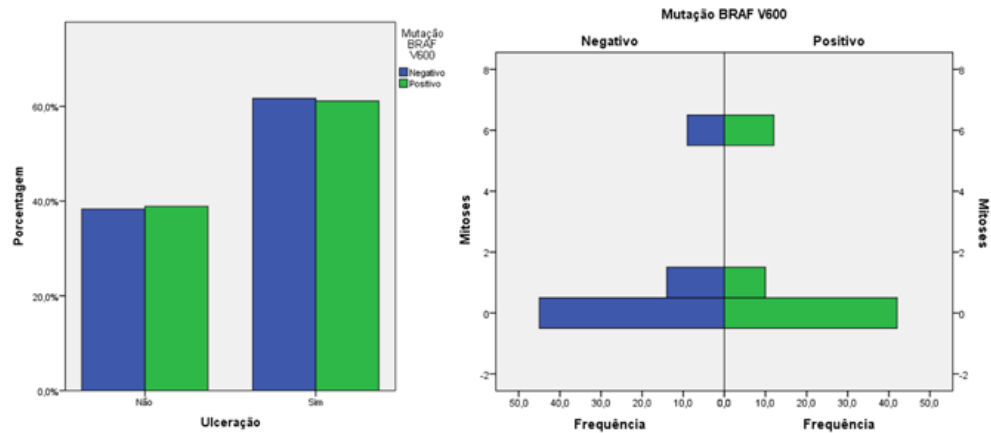 Mutação
BRAF
V600
Negativo
Positivo
60,0%
40,0%
20,0%
0,0%
Porcentagem
Não
Sim
Ulceração
Mutação BRAF V600
Negativo
Positivo
8
6
4
2
0
-2
Mitoses
8
6
4
2
0
-2
Mitoses
50,0 40,0 30,0 20,0 10,0 0,0 10,0 20,0 30,0 40,0 50,0
Frequência
Frequência